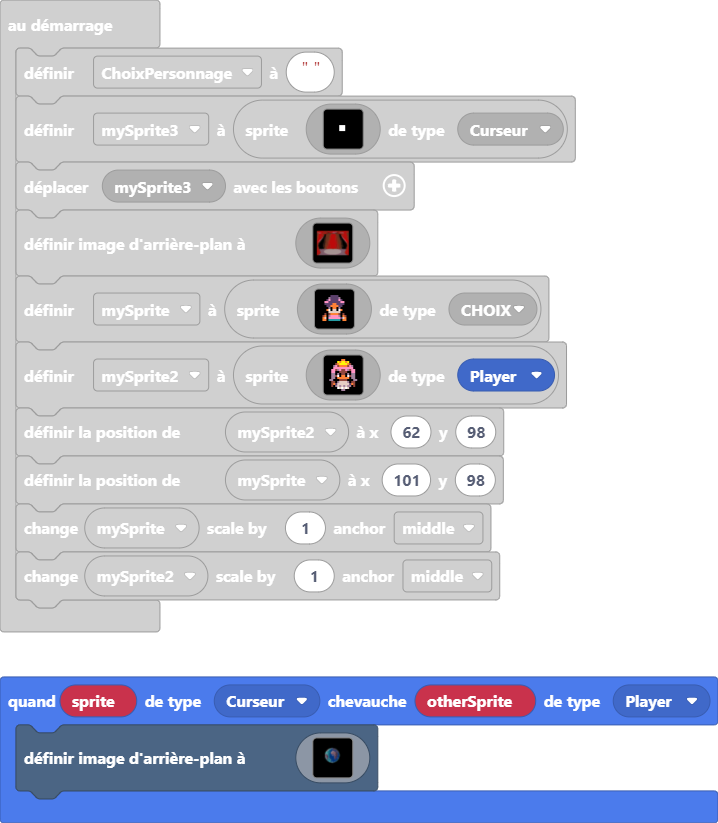 au démarrage
définir ChoixPersonnage à " "
définir mySprite3 à sprite de type Curseur
déplacer mySprite3 avec les boutons
définir image d'arrière-plan à
définir mySprite à sprite de type CHOIX
définir mySprite2 à sprite de type Player
définir la position de mySprite2 à x 62 y 98
définir la position de mySprite à x 101 y 98
change mySprite scale by 1 anchor middle
change mySprite2 scale by 1 anchor middle
quand sprite de type Curseur chevauche otherSprite de type Player
définir image d'arrière-plan à